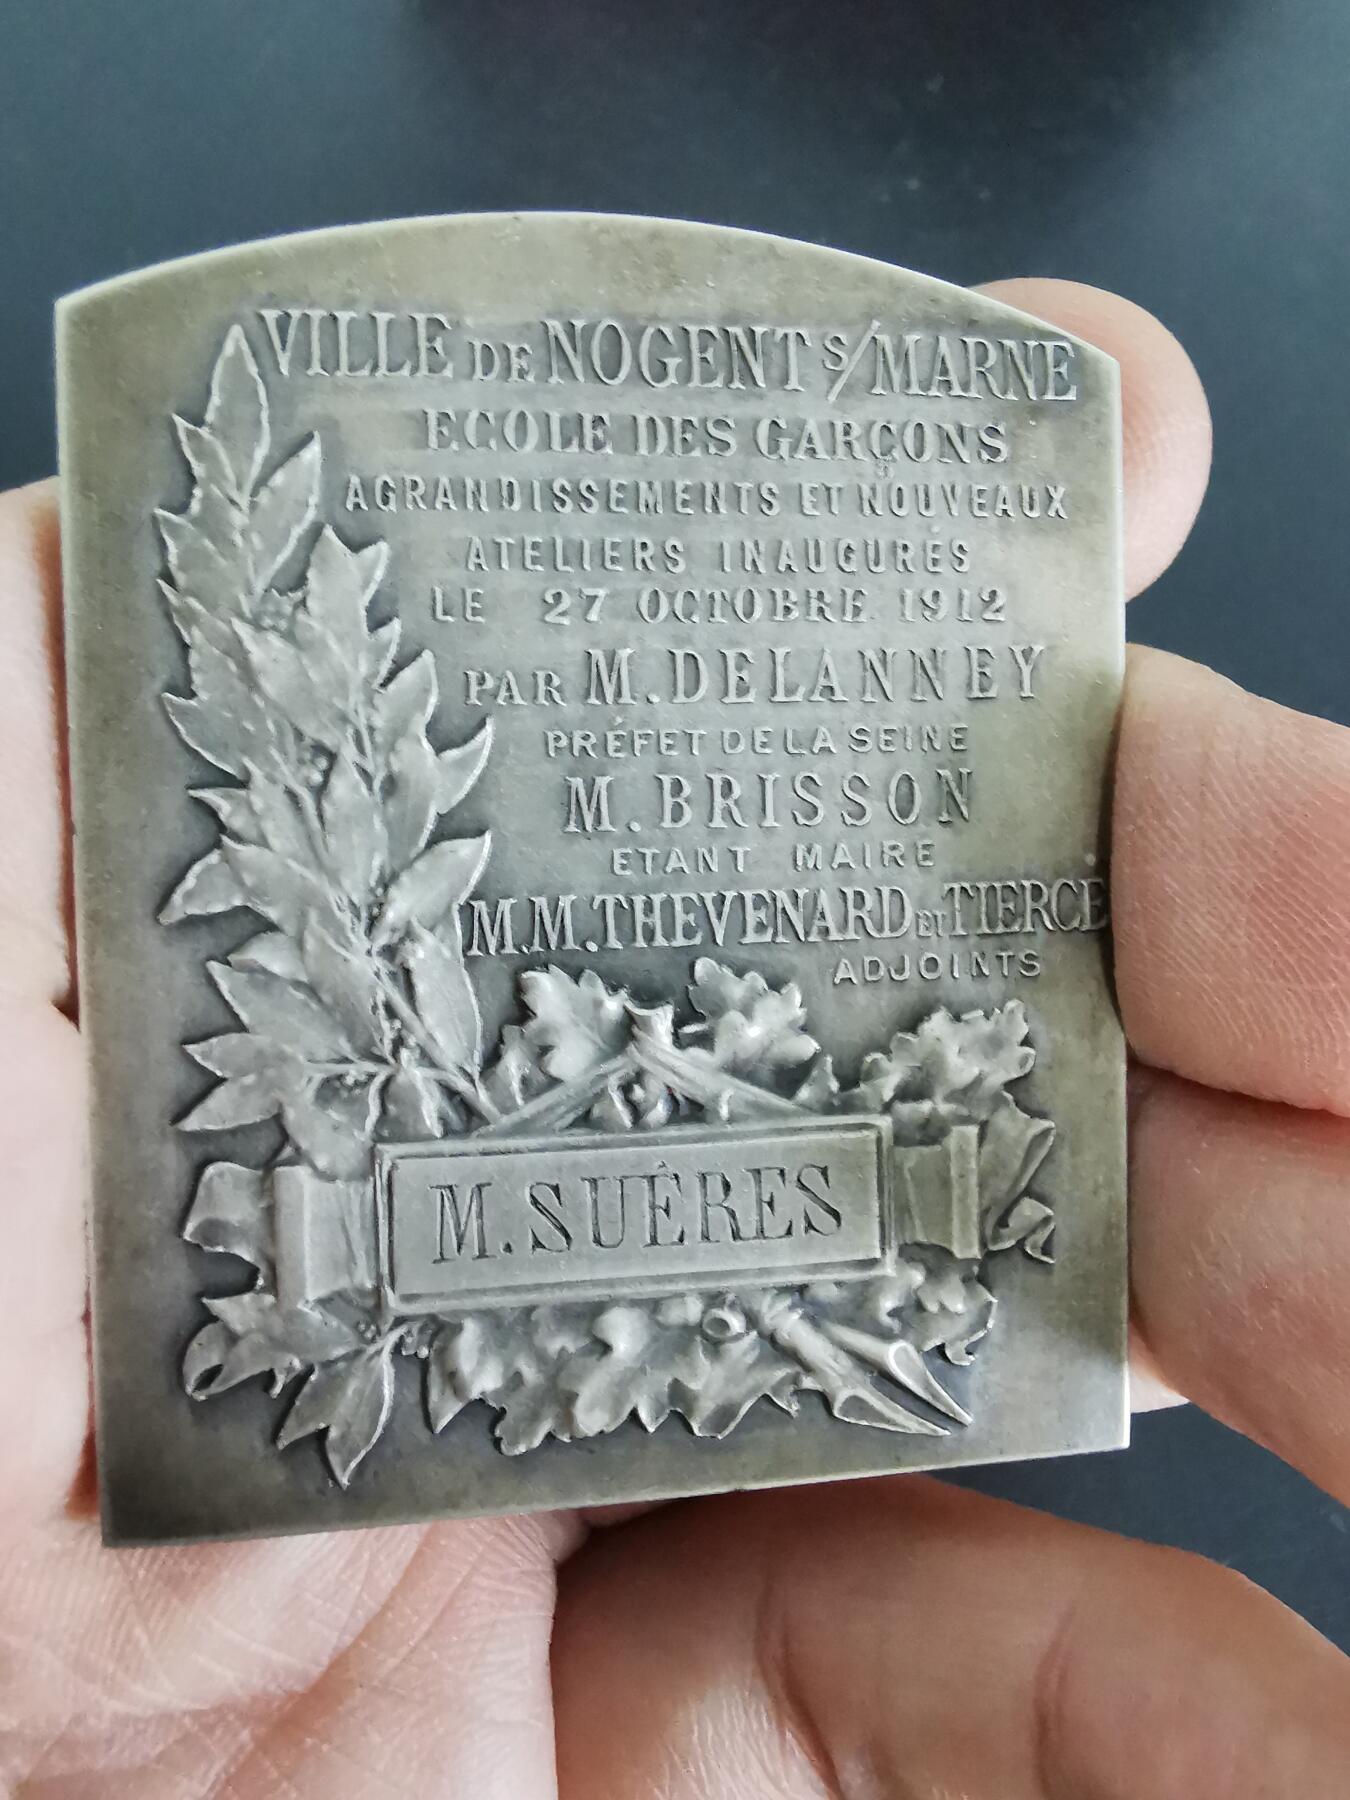 VILLE DE NOGENT S/MARNE
ECOLE DES GARÇONS
AGRANDISSEMENTS ET NOUVEAUX
ATELIERS INAUGURÉS
LE 27 OCTOBRE 1912
PAR M. DELANNEY
PRÉFET DE LA SEINE
M. BRISSON
ETANT MAIRE
M.M. THEVENARD ET TIERCE
ADJOINTS
M. SUÊRES